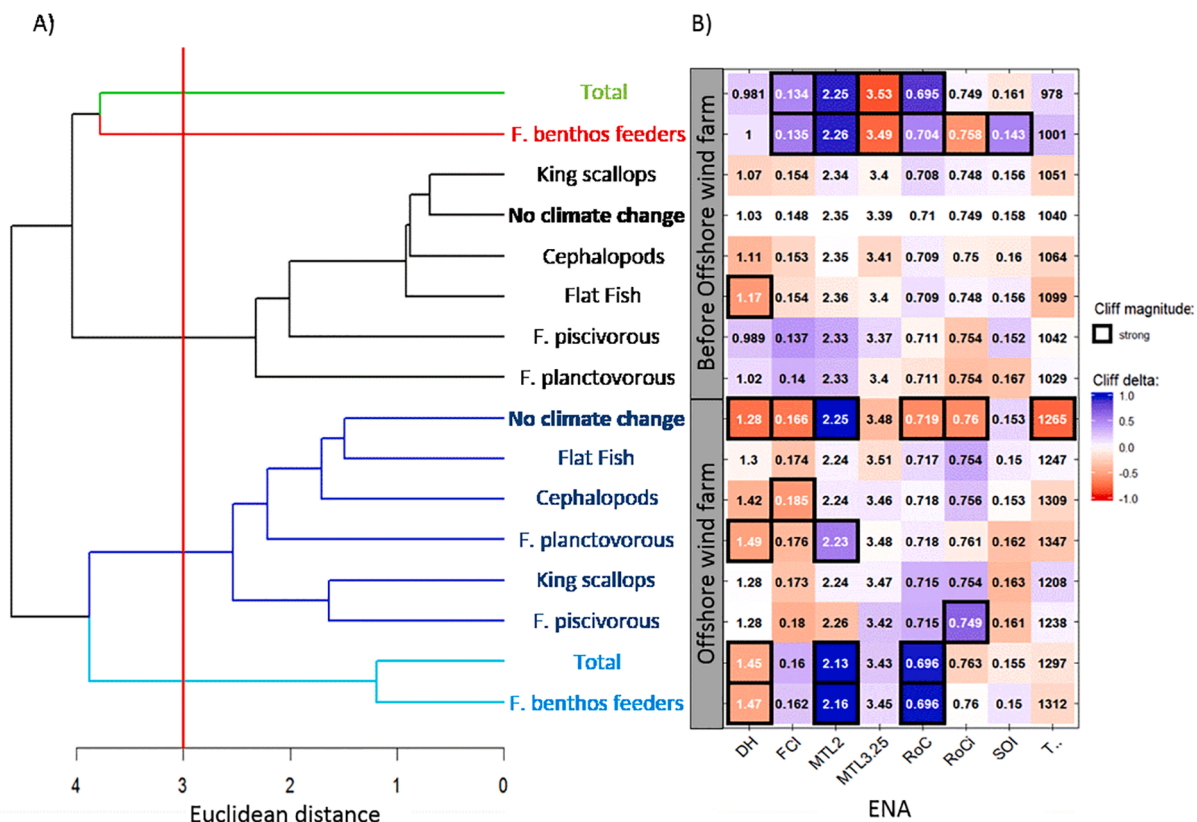 A)
B)
Total
F. benthos feeders
King scallops
No climate change
Cephalopods
Flat Fish
F. piscivorous
F. planctovorous
No climate change
Flat Fish
Cephalopods
F. planctovorous
King scallops
F. piscivorous
Total
F. benthos feeders
4 3 2 1 0
Euclidean distance
Before Offshore wind farm
Offshore wind farm
0.981 0.134 2.25 3.53 0.695 0.749 0.161 978
1 0.135 2.26 3.49 0.704 0.758 0.143 1001
1.07 0.154 2.34 3.4 0.708 0.748 0.156 1051
1.03 0.148 2.35 3.39 0.71 0.749 0.158 1040
1.11 0.153 2.35 3.41 0.709 0.75 0.16 1064
1.17 0.154 2.36 3.4 0.709 0.748 0.156 1099
0.989 0.137 2.33 3.37 0.711 0.754 0.152 1042
1.02 0.14 2.33 3.4 0.711 0.754 0.167 1029
1.28 0.166 2.25 3.48 0.719 0.76 0.153 1265
1.3 0.174 2.24 3.51 0.717 0.754 0.15 1247
1.42 0.185 2.24 3.46 0.718 0.756 0.153 1309
1.49 0.176 2.23 3.48 0.718 0.761 0.162 1347
1.28 0.173 2.24 3.47 0.715 0.754 0.163 1208
1.28 0.18 2.26 3.42 0.715 0.749 0.161 1238
1.45 0.16 2.13 3.43 0.696 0.763 0.155 1297
1.47 0.162 2.16 3.45 0.696 0.76 0.15 1312
DH FCI MTL2 MTL3.25 RoC RoCi SOI T..
ENA
Cliff magnitude:
strong
Cliff delta:
1.0
0.5
0.0
-0.5
-1.0